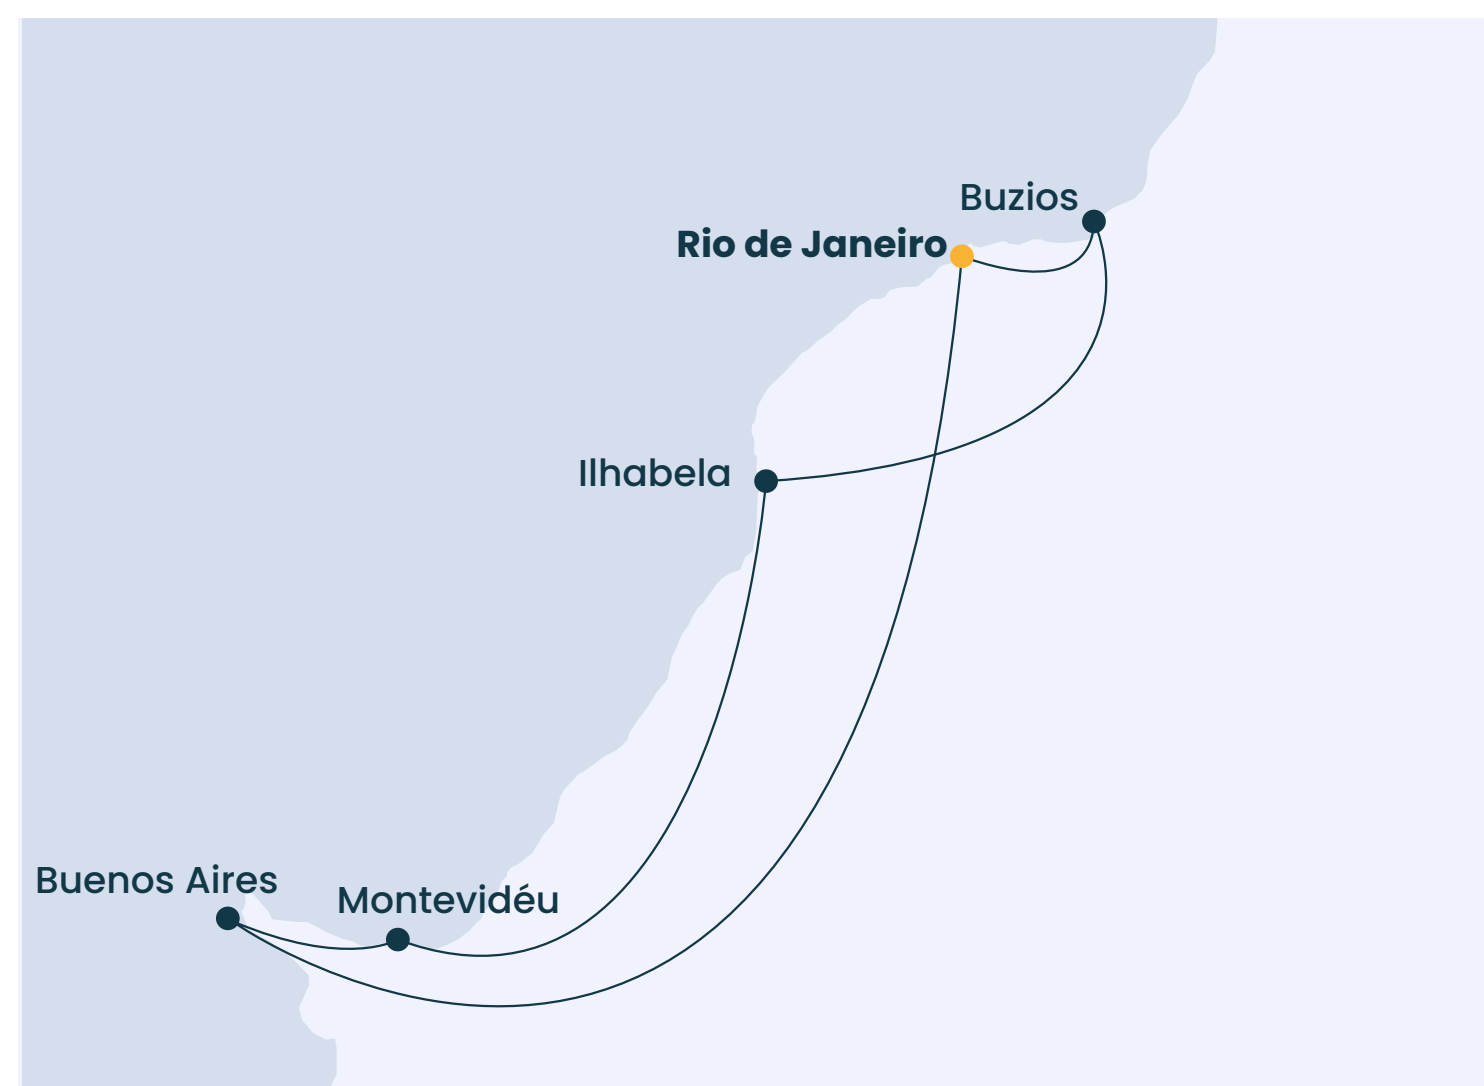 Buzios
Rio de Janeiro
Ilhabela
Buenos Aires
Montevidéu